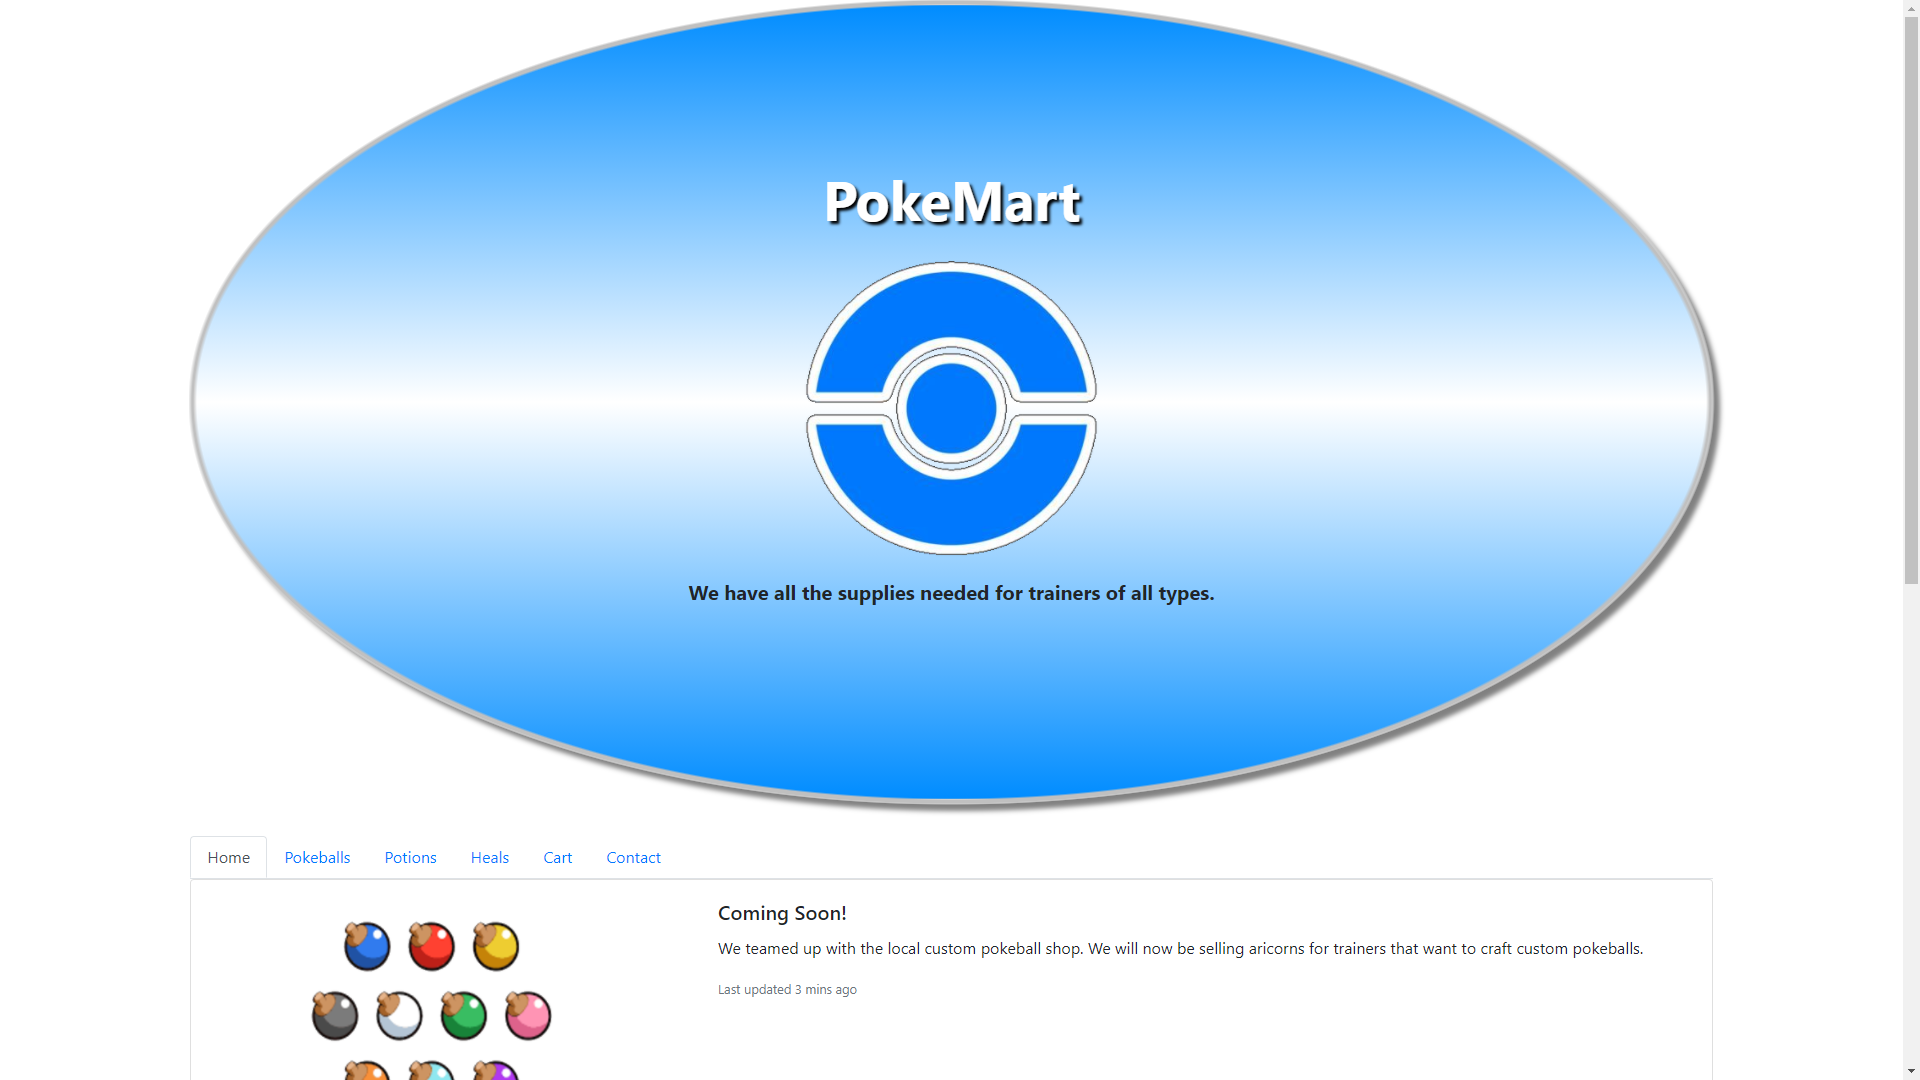 PokeMart
We have all the supplies needed for trainers of all types.
Home
Pokeballs
Potions
Heals
Cart
Contact
Coming Soon!
We teamed up with the local custom pokeball shop. We will now be selling aricorns for trainers that want to craft custom pokeballs.
Last updated 3 mins ago